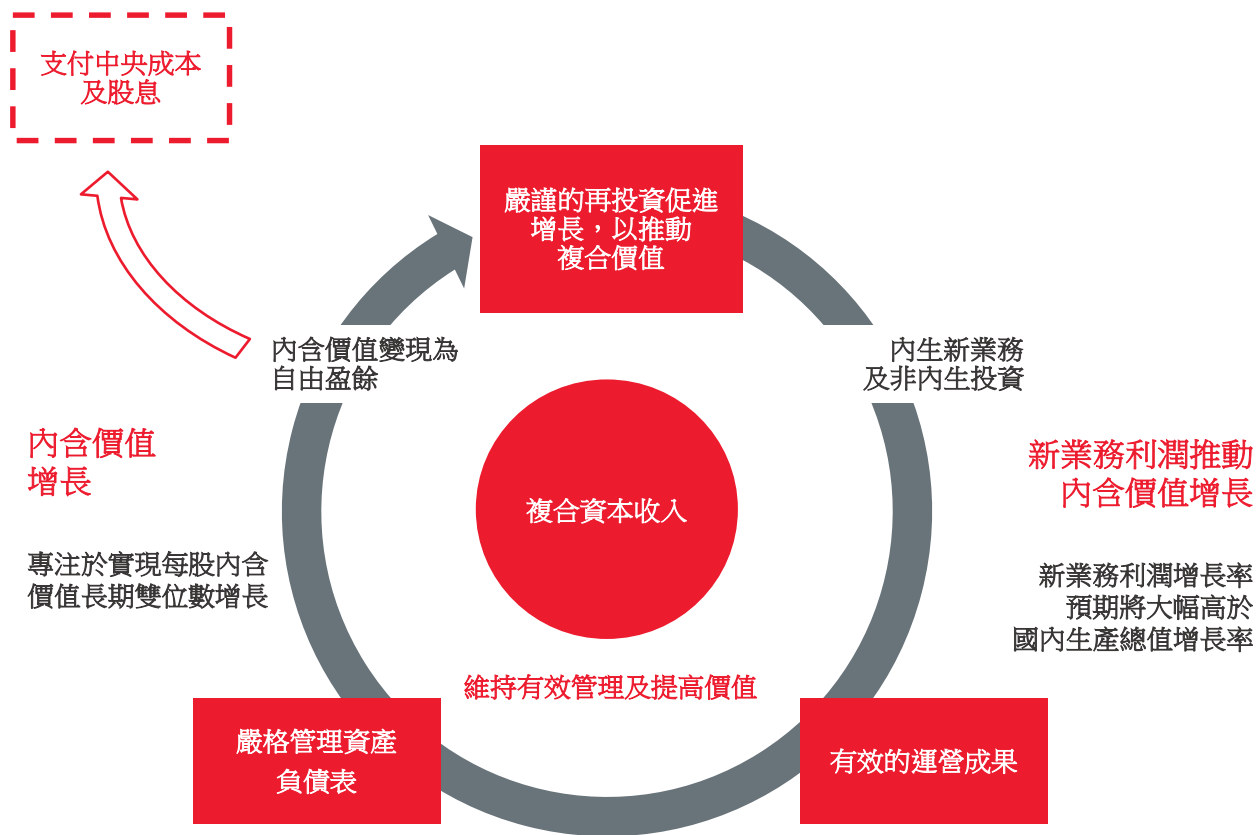 支付中央成本
及股息
嚴謹的再投資促進
增長，以推動
複合價值
內含價值變現為
自由盈餘
內生新業務
及非內生投資
內含價值
增長
新業務利潤推動
內含價值增長
複合資本收入
專注於實現每股內含
價值長期雙位數增長
新業務利潤增長率
預期將大幅高於
國內生產總值增長率
維持有效管理及提高價值
嚴格管理資產
負債表
有效的運營成果